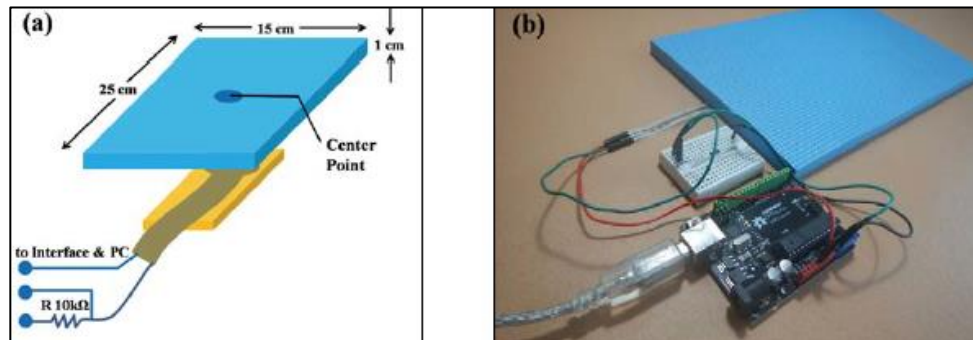 (a)
15 cm
1 cm
25 cm
Center
Point
to Interface & PC
R 10kΩ
(b)